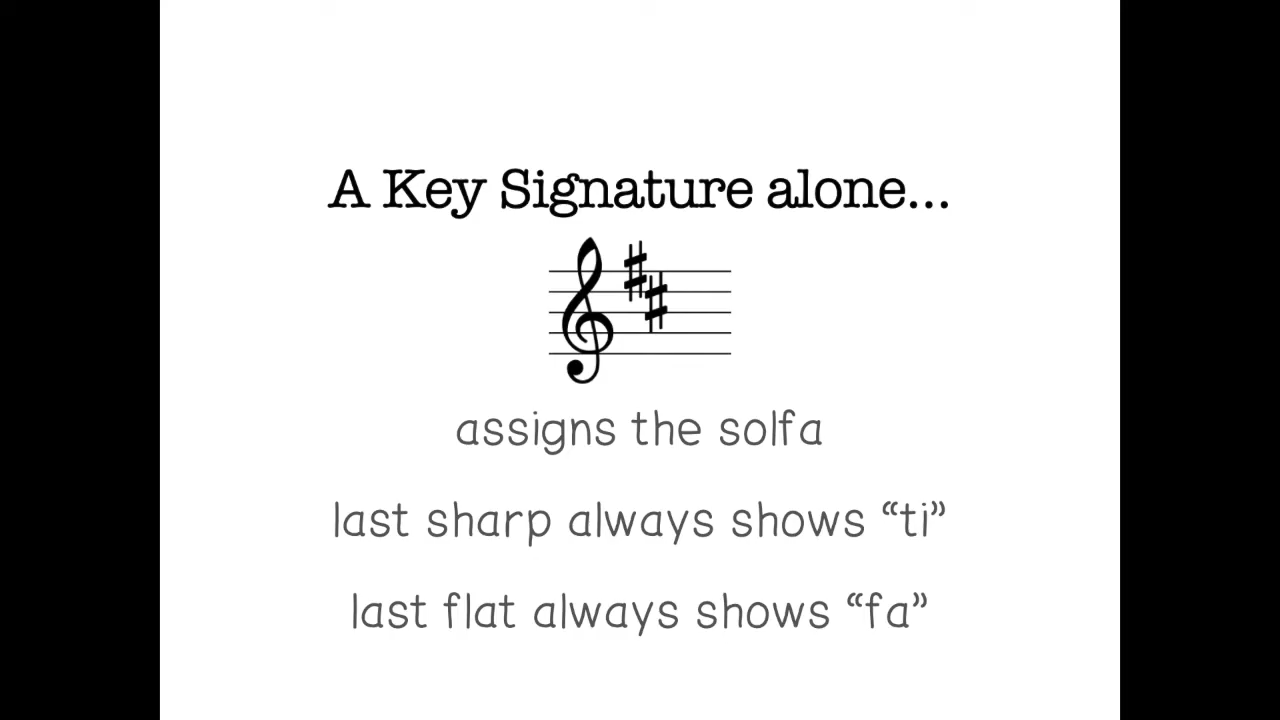 A Key Signature alone...
assigns the solfa
last sharp always shows “ti”
last flat always shows “fa”